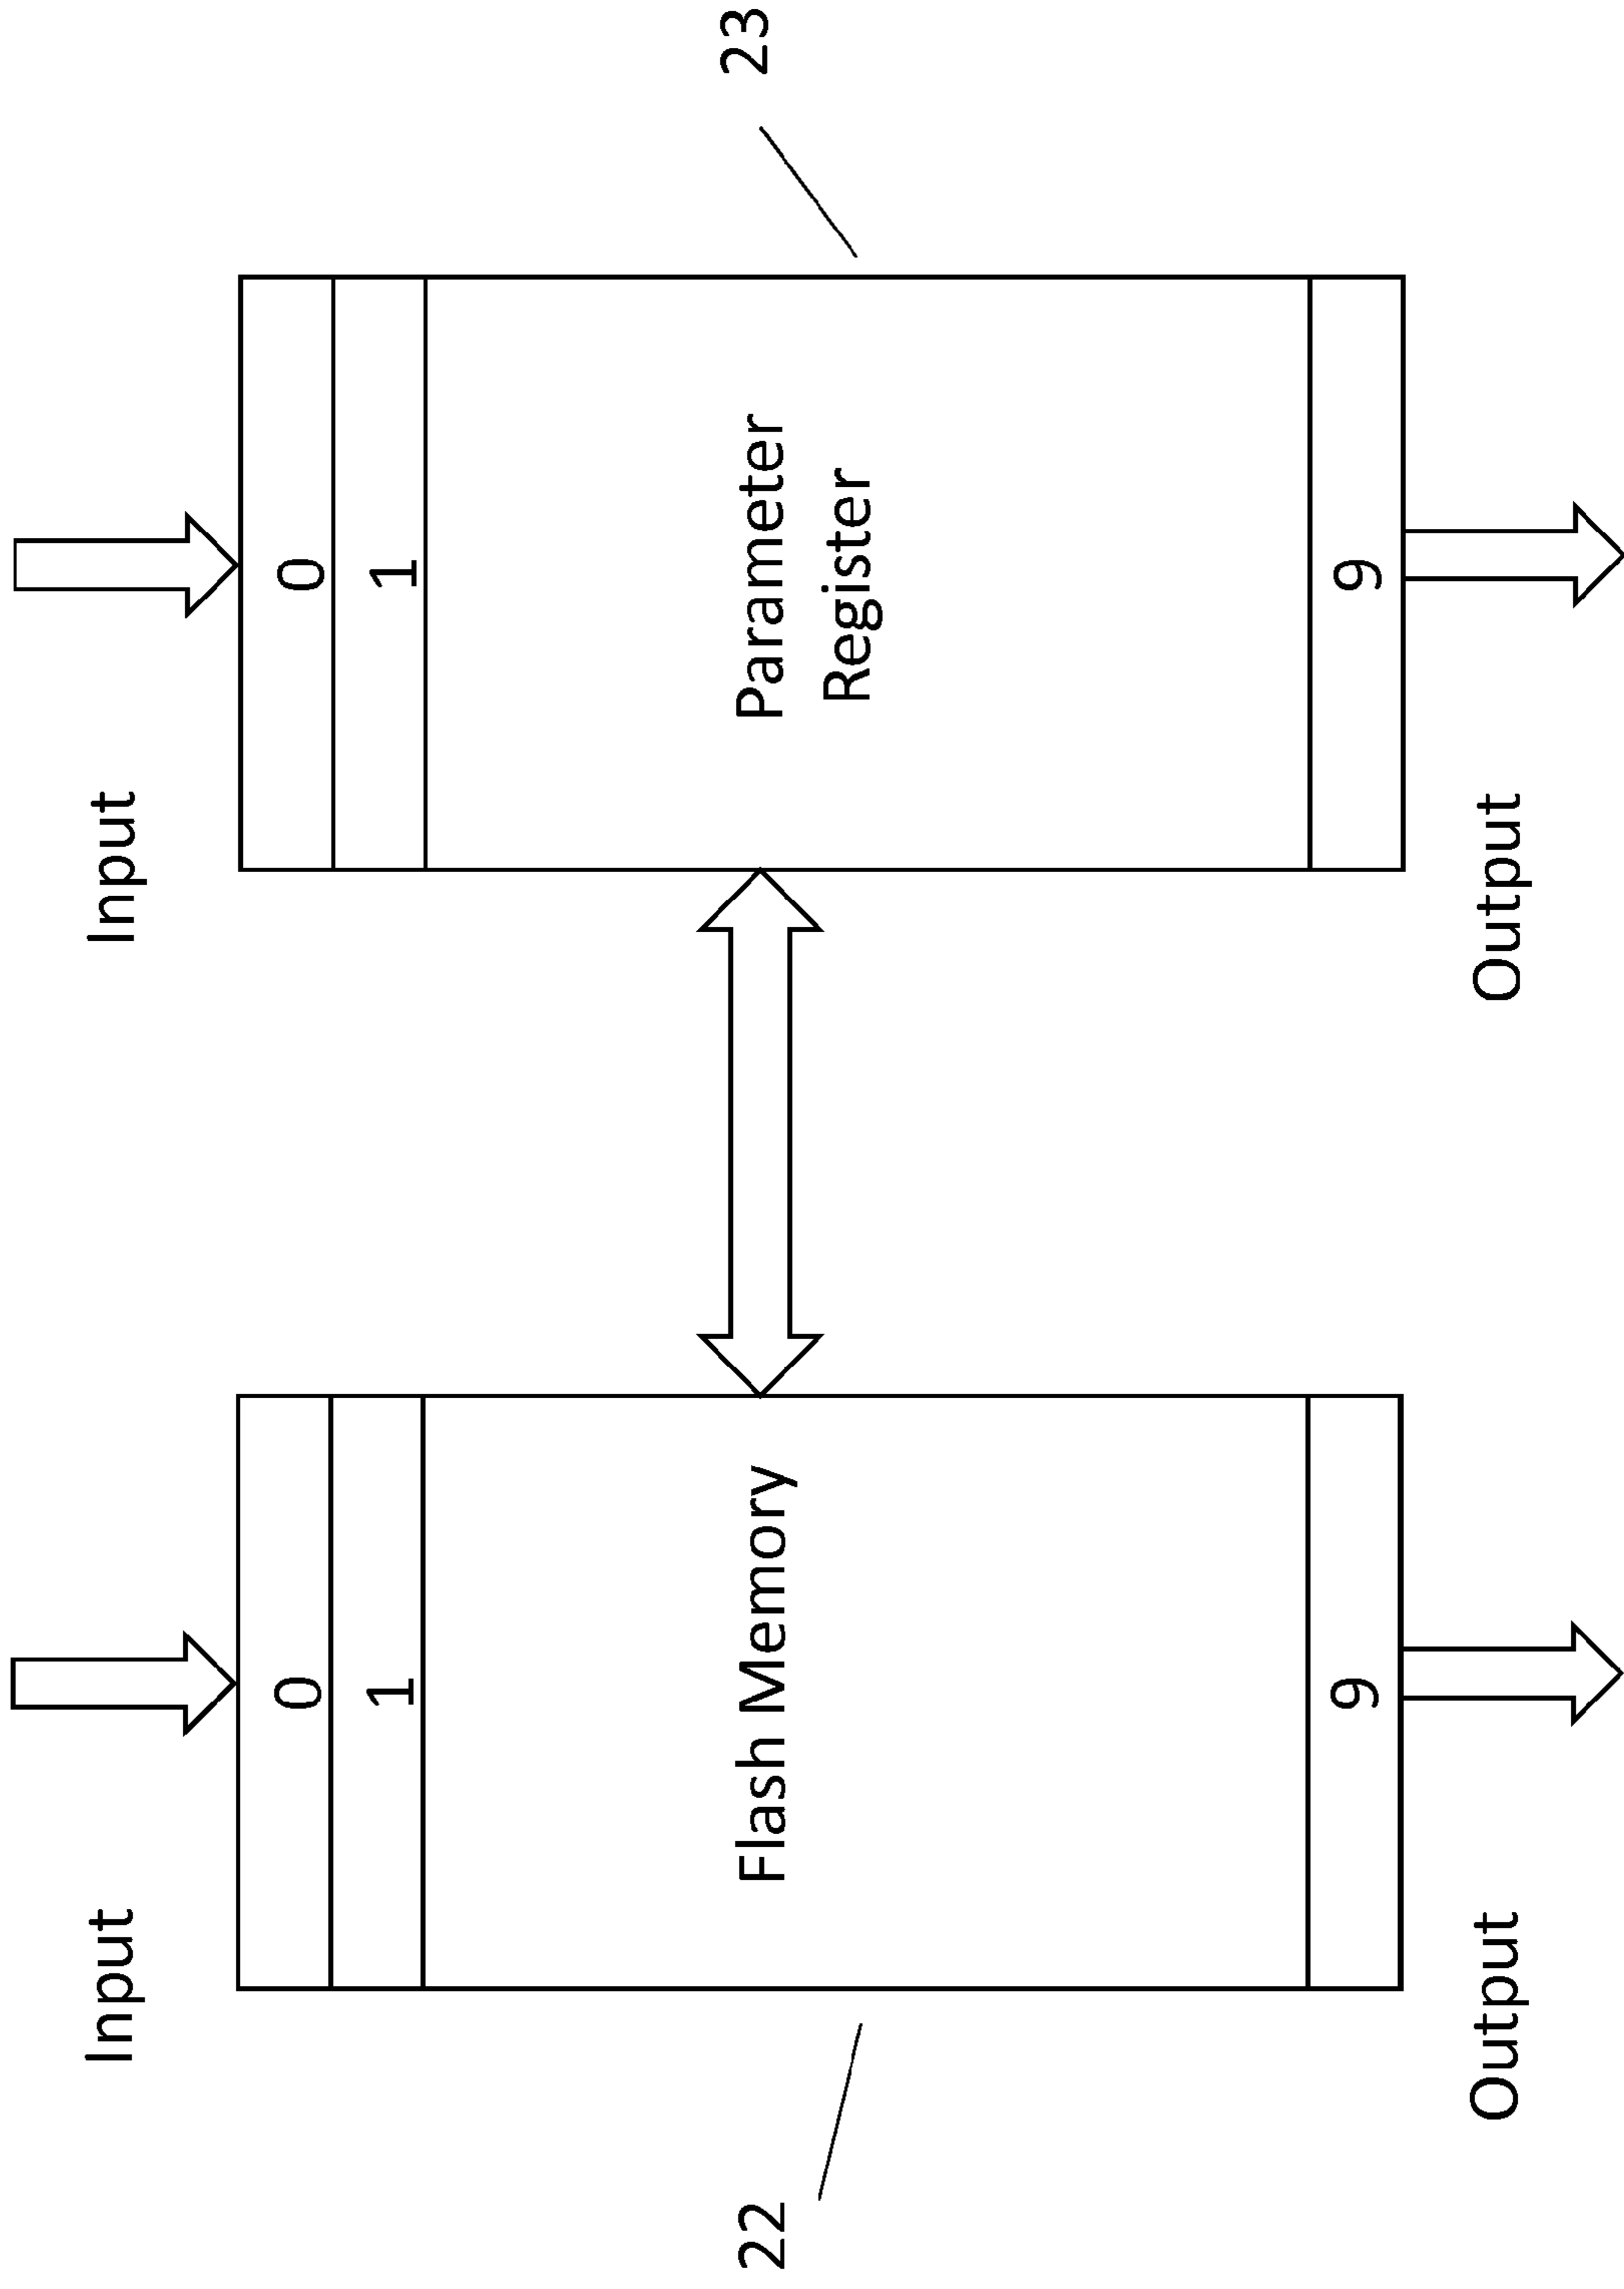 Input
Input
0
0
1
1
22
Flash Memory
Parameter
Register
23
9
9
Output
Output